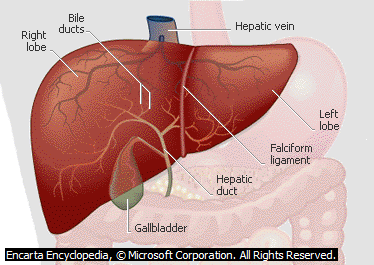 Bile
ducts
Hepatic vein
Right
lobe
Left
lobe
Falciform
ligament
Hepatic
duct
Gallbladder
Encarta Encyclopedia, © Microsoft Corporation. All Rights Reserved.